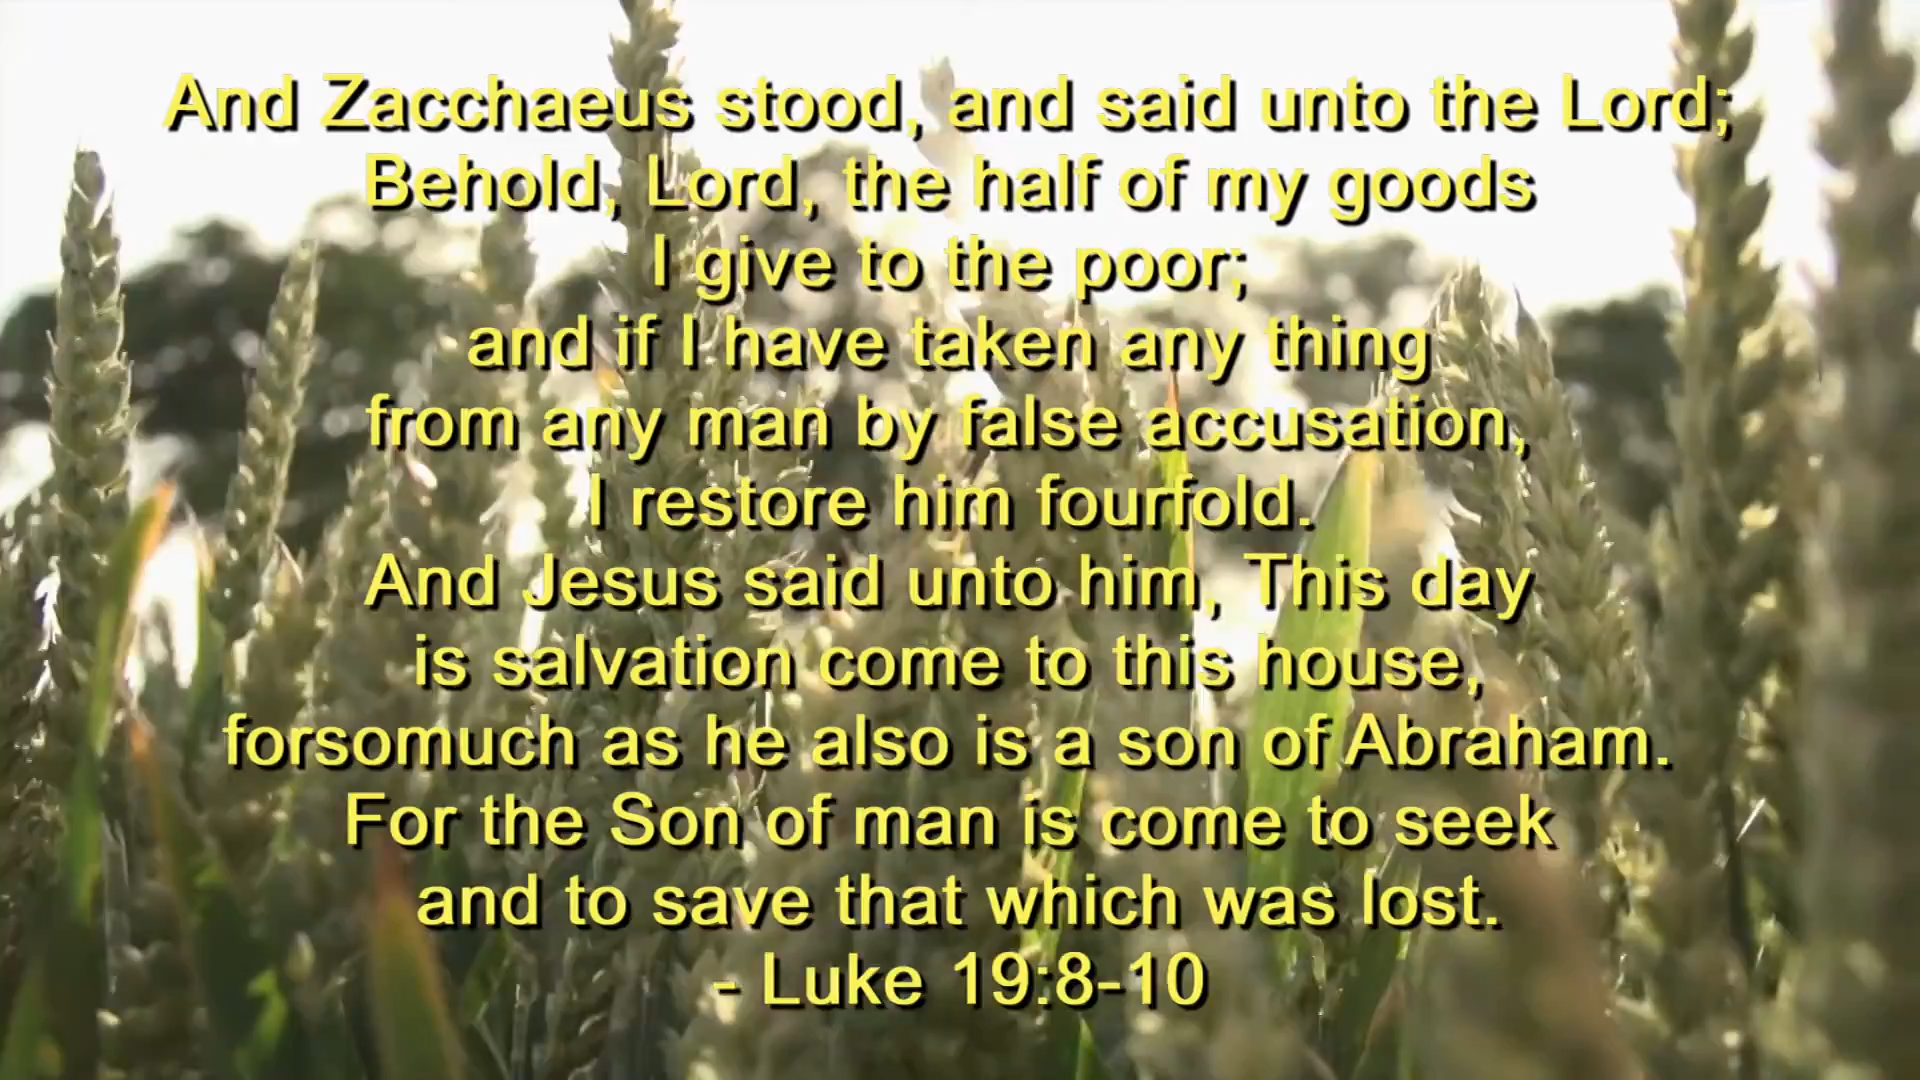 And Zacchaeus stood, and said unto the Lord;
Behold, Lord, the half of my goods
I give to the poor;
and if I have taken any thing
from any man by false accusation,
I restore him fourfold.
And Jesus said unto him, This day
is salvation come to this house,
forsomuch as he also is a son of Abraham.
For the Son of man is come to seek
and to save that which was lost.
- Luke 19:8-10